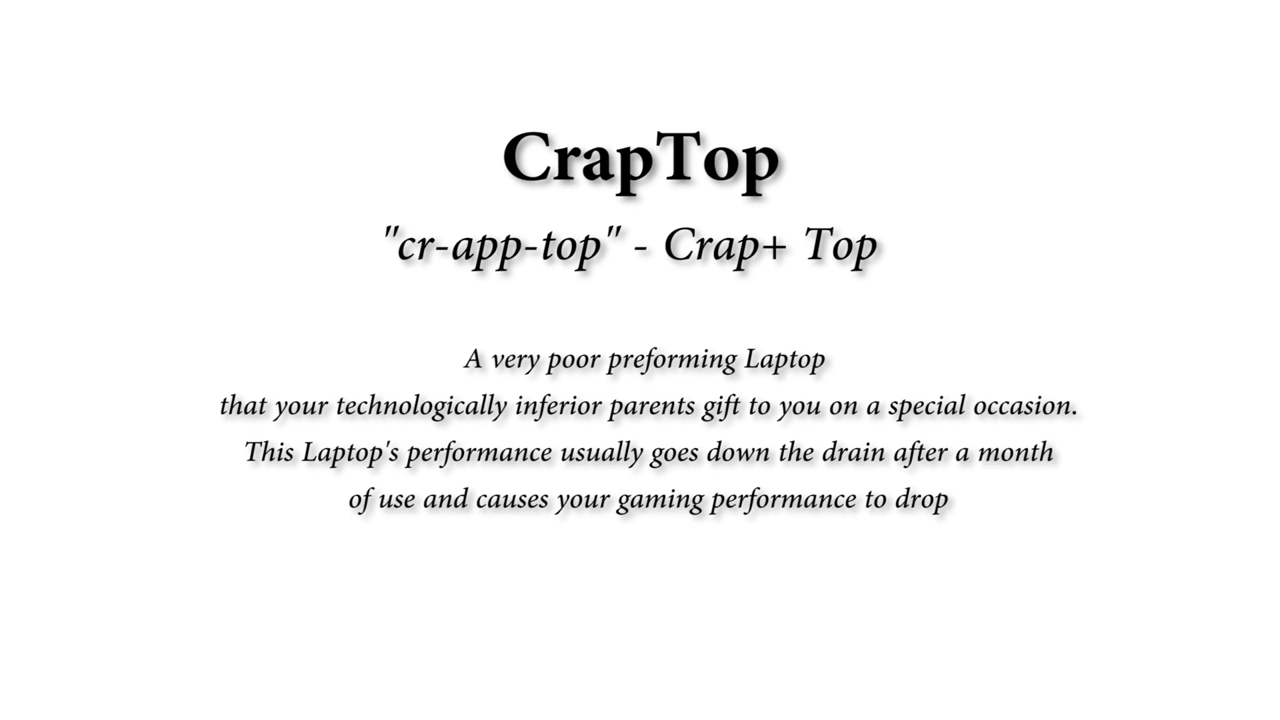 CrapTop
"cr-app-top" - Crap+ Top
A very poor preforming Laptop
that your technologically inferior parents gift to you on a special occasion.
This Laptop's performance usually goes down the drain after a month
of use and causes your gaming performance to drop